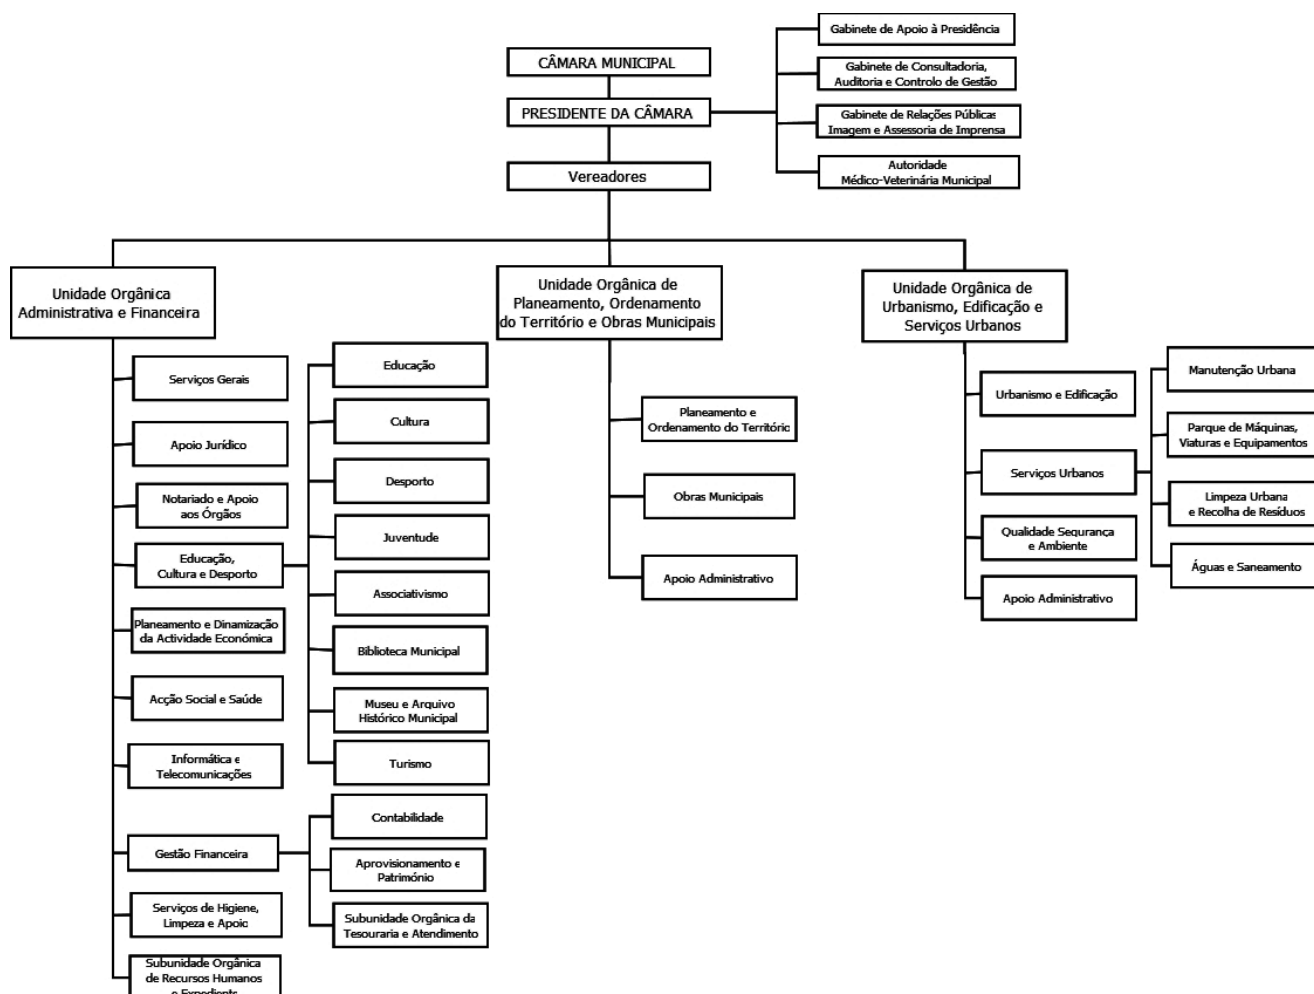 Gabinete de Apoio à Presidência
CÂMARA MUNICIPAL
Gabinete de Consultadoria,
Auditoria e Controlo de Gestão
PRESIDENTE DA CÂMARA
Gabinete de Relações Públicas
Imagem e Assessoria de Imprensa
Vereadores
Autoridade
Médico-Veterinária Municipal
Unidade Orgânica
Administrativa e Financeira
Unidade Orgânica de
Planeamento, Ordenamento
do Território e Obras Municipais
Unidade Orgânica de
Urbanismo, Edificação e
Serviços Urbanos
Serviços Gerais
Apoio Jurídico
Notariado e Apoio
aos Órgãos
Educação,
Cultura e Desporto
Planeamento e Dinamização
da Actividade Económica
Acção Social e Saúde
Informática e
Telecomunicações
Gestão Financeira
Serviços de Higiene,
Limpeza e Apoio
Subunidade Orgânica
de Recursos Humanos
e Expediente
Educação
Cultura
Desporto
Juventude
Associativismo
Biblioteca Municipal
Museu e Arquivo
Histórico Municipal
Turismo
Contabilidade
Aprovisionamento e
Património
Subunidade Orgânica da
Tesouraria e Atendimento
Planeamento e
Ordenamento do Território
Obras Municipais
Apoio Administrativo
Urbanismo e Edificação
Serviços Urbanos
Qualidade Segurança
e Ambiente
Apoio Administrativo
Manutenção Urbana
Parque de Máquinas,
Viaturas e Equipamentos
Limpeza Urbana
e Recolha de Resíduos
Águas e Saneamento